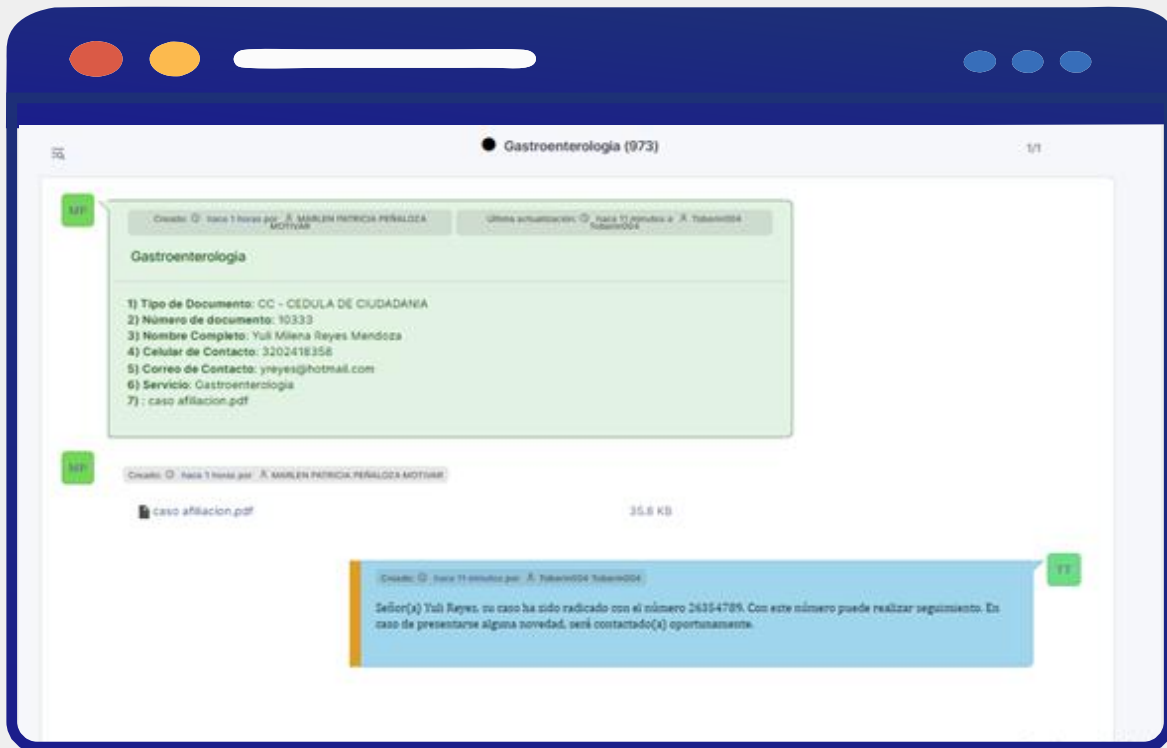 Gastroenterologia (973)
1/1
MP
Creado: hace 1 horas por MARLEN PATRICIA PEÑALOZA
MOTIVAR
Última actualización: hace 11 minutos a Tobarin004
Tobarin004
Gastroenterologia
1) Tipo de Documento: CC - CEDULA DE CIUDADANIA
2) Número de documento: 10333
3) Nombre Completo: Yuli Milena Reyes Mendoza
4) Celular de Contacto: 3202418358
5) Correo de Contacto: yreyes@hotmail.com
6) Servicio: Gastroenterologia
7) : caso afiliacion.pdf
MP
Creado: hace 1 horas por MARLEN PATRICIA PEÑALOZA MOTIVAR
caso afiliacion.pdf 35.8 KB
TT
Creado: hace 11 minutos por Tobarin004 Tobarin004
Señor(a) Yuli Reyes, su caso ha sido radicado con el número 26354789. Con este número puede realizar seguimiento. En
caso de presentarse alguna novedad, será contactado(a) oportunamente.